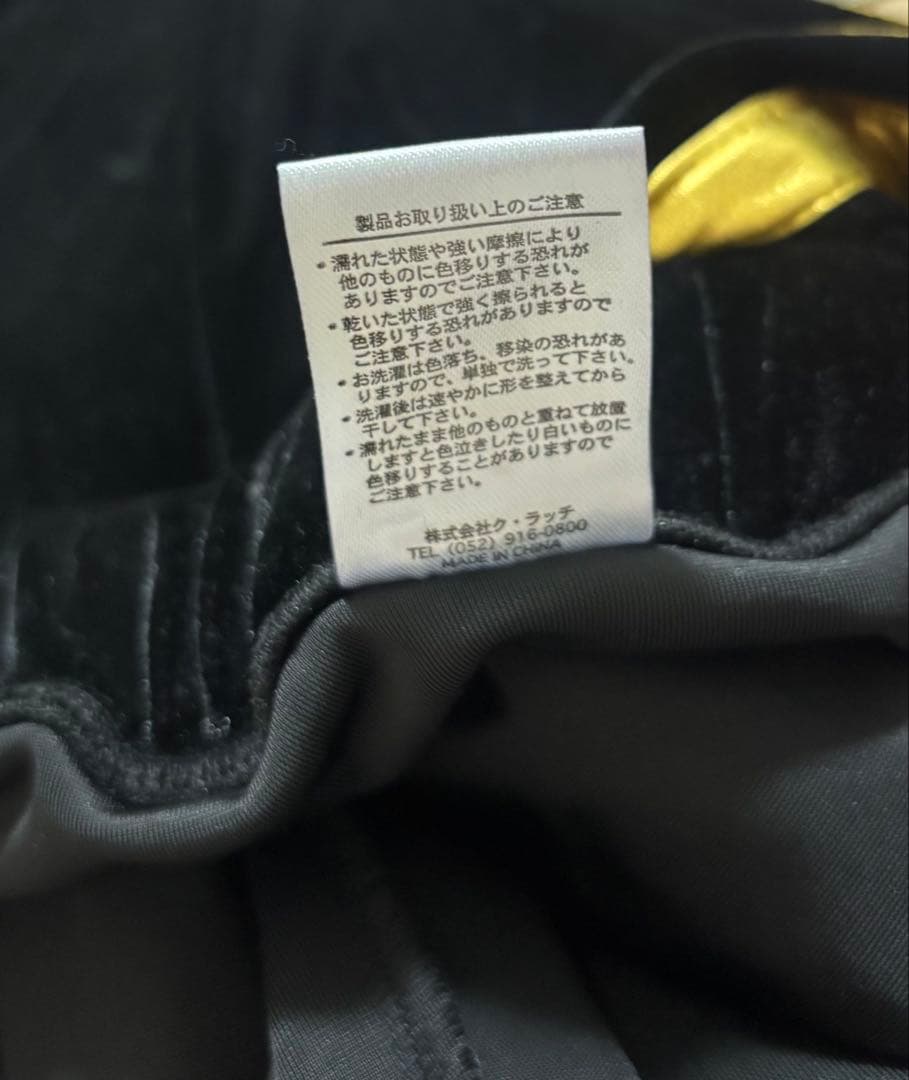 製品お取り扱い上のご注意
・濡れた状態や強い摩擦により
他のものに色移りする恐れが
ありますのでご注意下さい。
・乾いた状態で強く擦られると
色移りする恐れがありますので
ご注意下さい。
・お洗濯は色落ち、移染の恐れがあ
りますので、単独で洗って下さい。
・洗濯後は速やかに形を整えてから
干して下さい。
・濡れたまま他のものと重ねて放置
しますと色泣きしたり白いものに
色移りすることがありますので
ご注意下さい。
株式会社ク・ラッチ
TEL (052) 916-0800
MADE IN CHINA